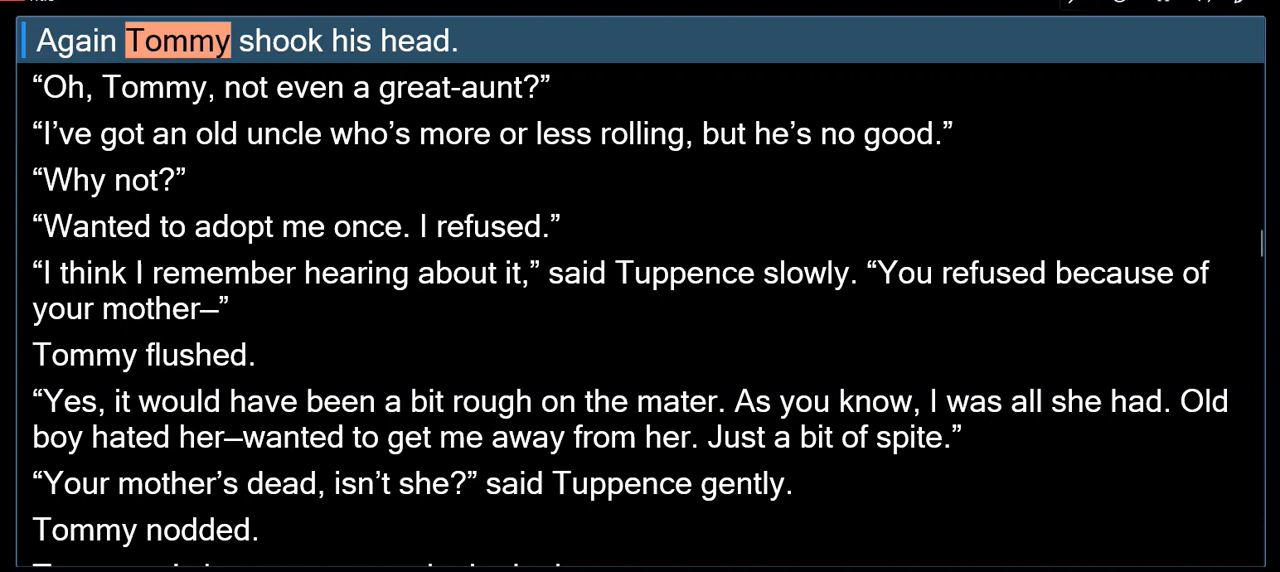 Again Tommy shook his head.
“Oh, Tommy, not even a great-aunt?”
“I’ve got an old uncle who’s more or less rolling, but he’s no good.”
“Why not?”
“Wanted to adopt me once. I refused.”
“I think I remember hearing about it,” said Tuppence slowly. “You refused because of
your mother—”
Tommy flushed.
“Yes, it would have been a bit rough on the mater. As you know, I was all she had. Old
boy hated her—wanted to get me away from her. Just a bit of spite.”
“Your mother’s dead, isn’t she?” said Tuppence gently.
Tommy nodded.